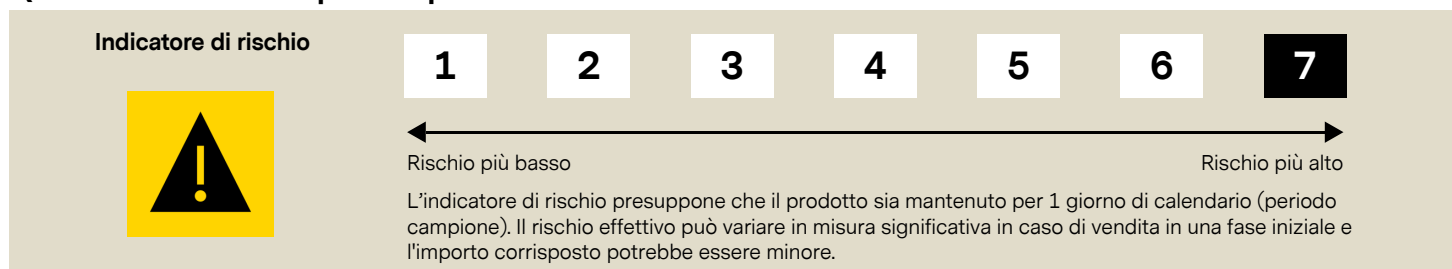 Indicatore di rischio
1 2 3 4 5 6 7
Rischio più basso Rischio più alto
L’indicatore di rischio presuppone che il prodotto sia mantenuto per 1 giorno di calendario (periodo
campione). Il rischio effettivo può variare in misura significativa in caso di vendita in una fase iniziale e
l'importo corrisposto potrebbe essere minore.